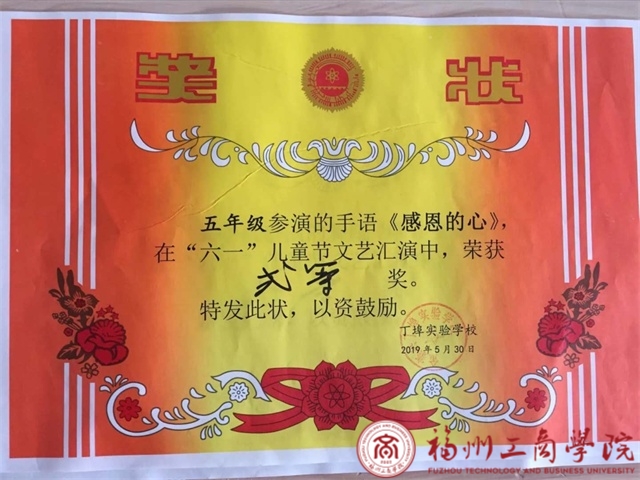 奖 状
五年级参演的手语《感恩的心》，
在“六一”儿童节文艺汇演中，荣获
弍等 奖。
特发此状，以资鼓励。
丁埠实验学校
2019年5月30日
福州工商学院
FUZHOU TECHNOLOGY AND BUSINESS UNIVERSITY